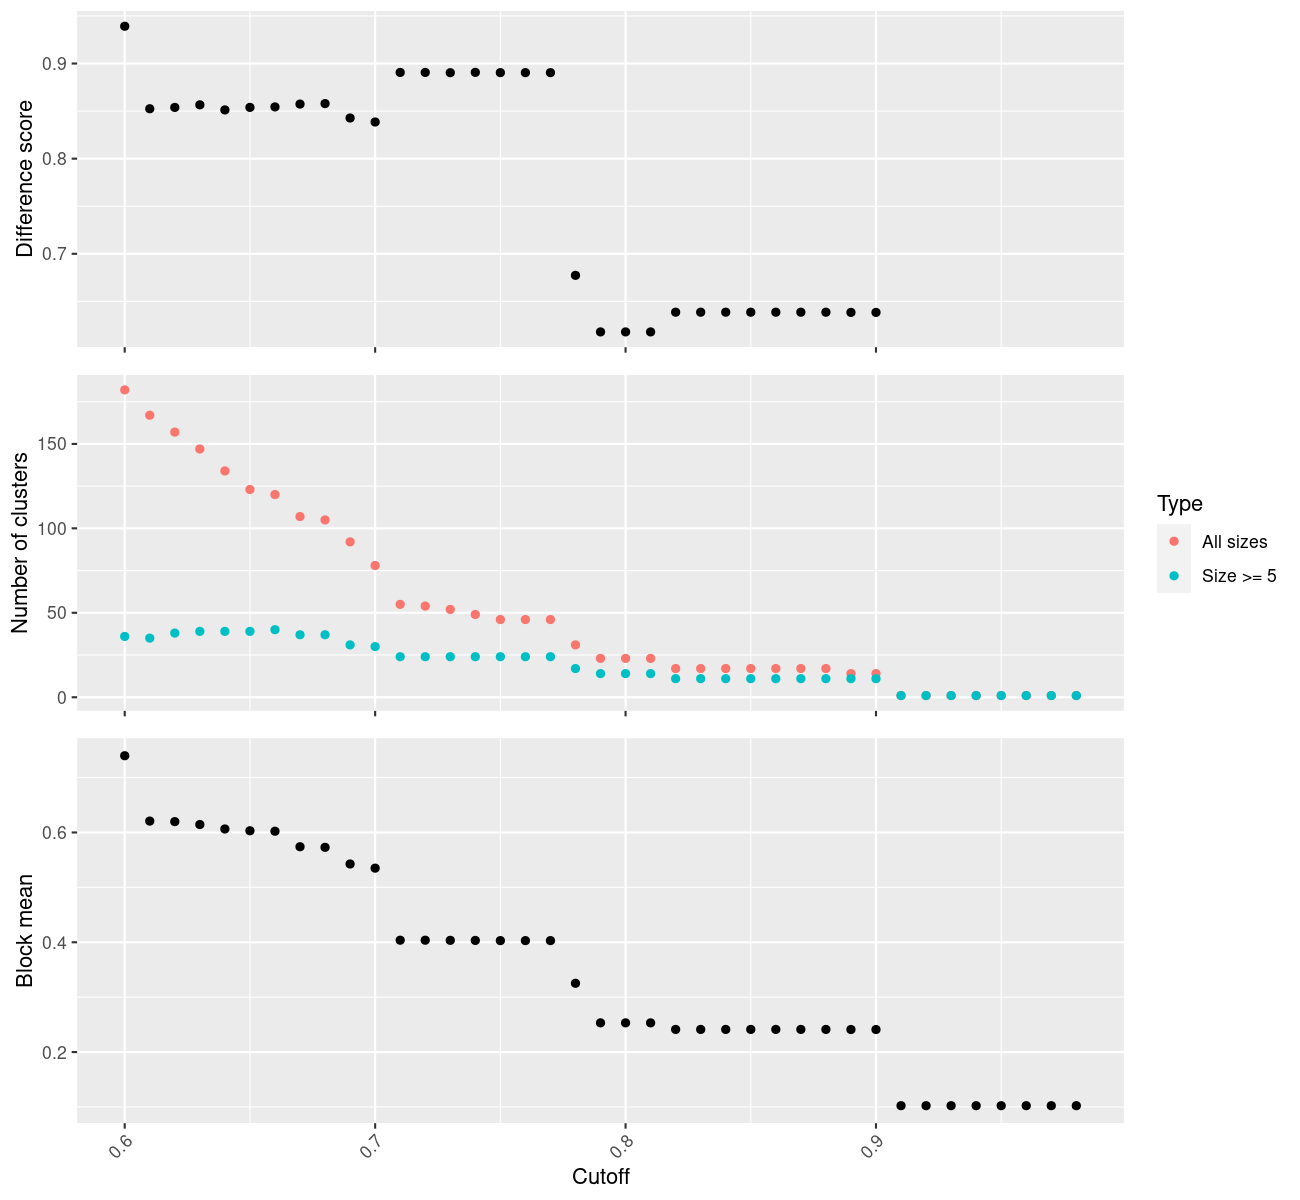 Difference score
0.9
0.8
0.7
Number of clusters
150
100
50
0
Type
All sizes
Size >= 5
Block mean
0.6
0.4
0.2
0.6
0.7
0.8
0.9
Cutoff